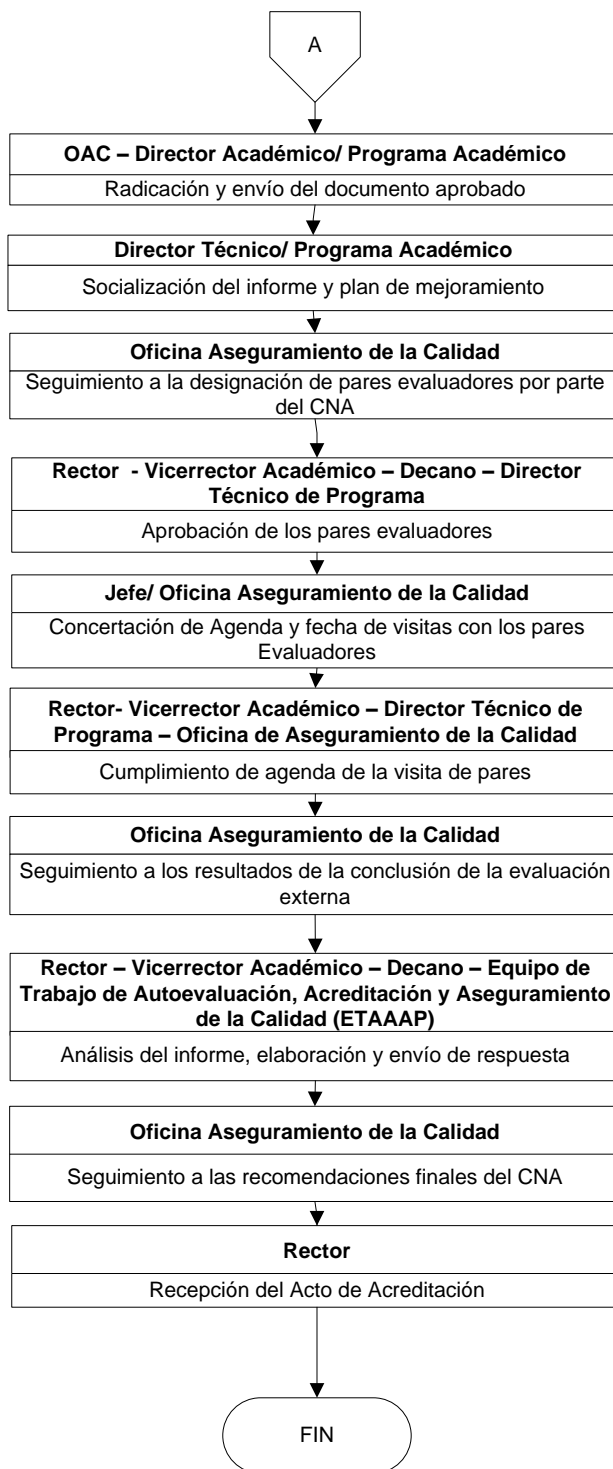 A
OAC – Director Académico/ Programa Académico
Radicación y envío del documento aprobado
Director Técnico/ Programa Académico
Socialización del informe y plan de mejoramiento
Oficina Aseguramiento de la Calidad
Seguimiento a la designación de pares evaluadores por parte
del CNA
Rector - Vicerrector Académico – Decano – Director
Técnico de Programa
Aprobación de los pares evaluadores
Jefe/ Oficina Aseguramiento de la Calidad
Concertación de Agenda y fecha de visitas con los pares
Evaluadores
Rector- Vicerrector Académico – Director Técnico de
Programa – Oficina de Aseguramiento de la Calidad
Cumplimiento de agenda de la visita de pares
Oficina Aseguramiento de la Calidad
Seguimiento a los resultados de la conclusión de la evaluación
externa
Rector – Vicerrector Académico – Decano – Equipo de
Trabajo de Autoevaluación, Acreditación y Aseguramiento
de la Calidad (ETAAAP)
Análisis del informe, elaboración y envío de respuesta
Oficina Aseguramiento de la Calidad
Seguimiento a las recomendaciones finales del CNA
Rector
Recepción del Acto de Acreditación
FIN